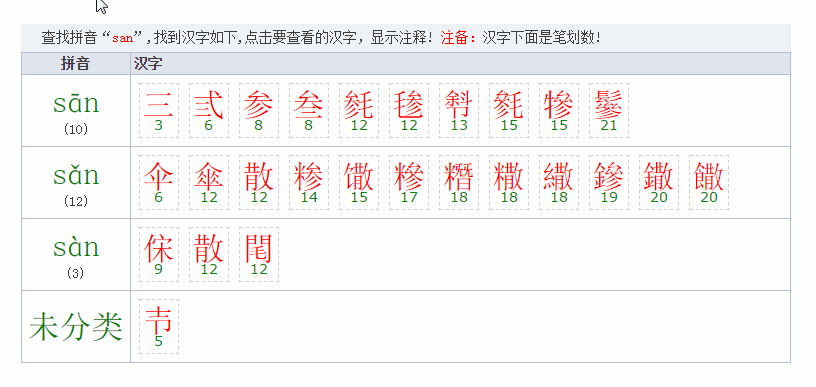 查找拼音“san”,找到汉字如下,点击要查看的汉字，显示注释! 注备：汉字下面是笔划数!
拼音 汉字
sān
(10)
三 弎 参 叁 毵 毶 毿 犙 鬖
3 6 8 8 12 12 13 15 15 21
sǎn
(12)
伞 傘 散 糁 馓 糝 糣 糤 繖 鏒 鏾 饊
6 12 12 14 15 17 18 18 18 19 20 20
sàn
(3)
俕 散 閐
9 12 12
未分类
5